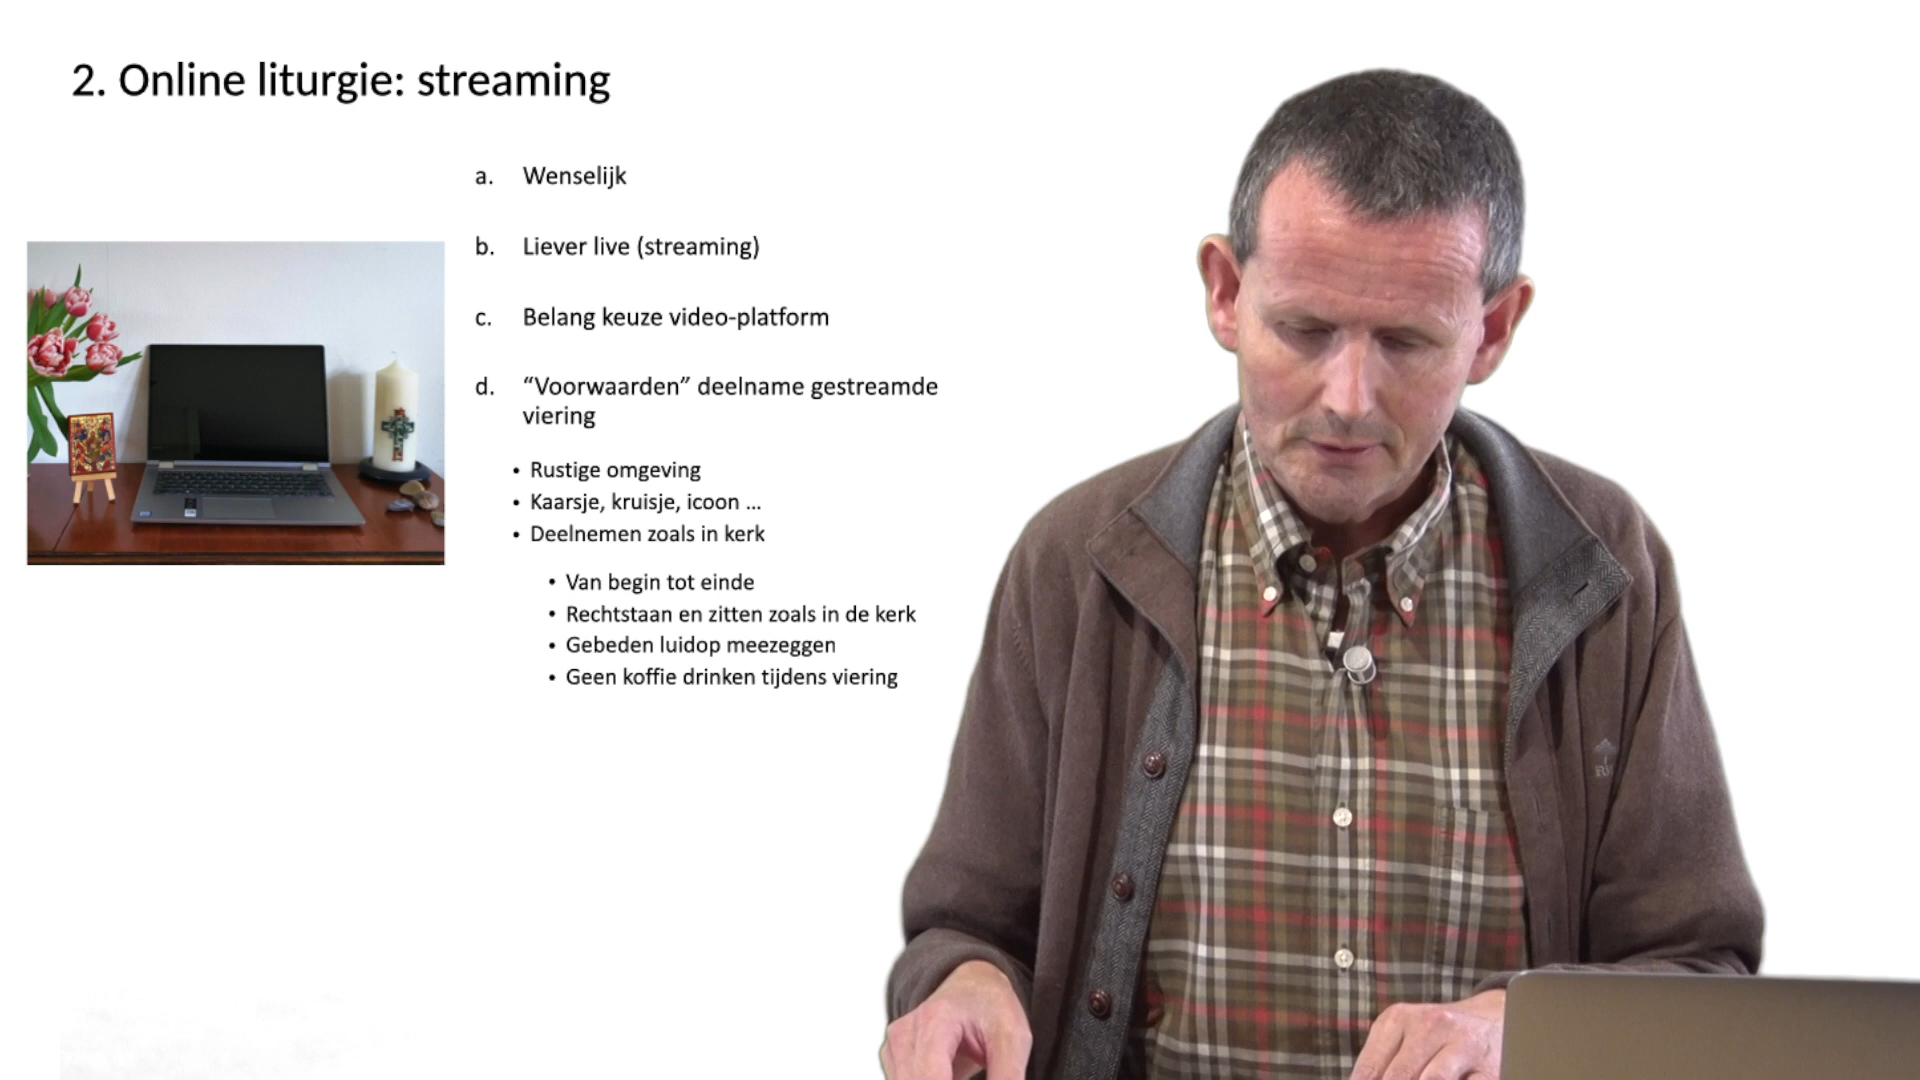 2. Online liturgie: streaming
a. Wenselijk
b. Liever live (streaming)
c. Belang keuze video-platform
d. “Voorwaarden” deelname gestreamde
viering
• Rustige omgeving
• Kaarsje, kruisje, icoon ...
• Deelnemen zoals in kerk
• Van begin tot einde
• Rechtstaan en zitten zoals in de kerk
• Gebeden luidop meezeggen
• Geen koffie drinken tijdens viering